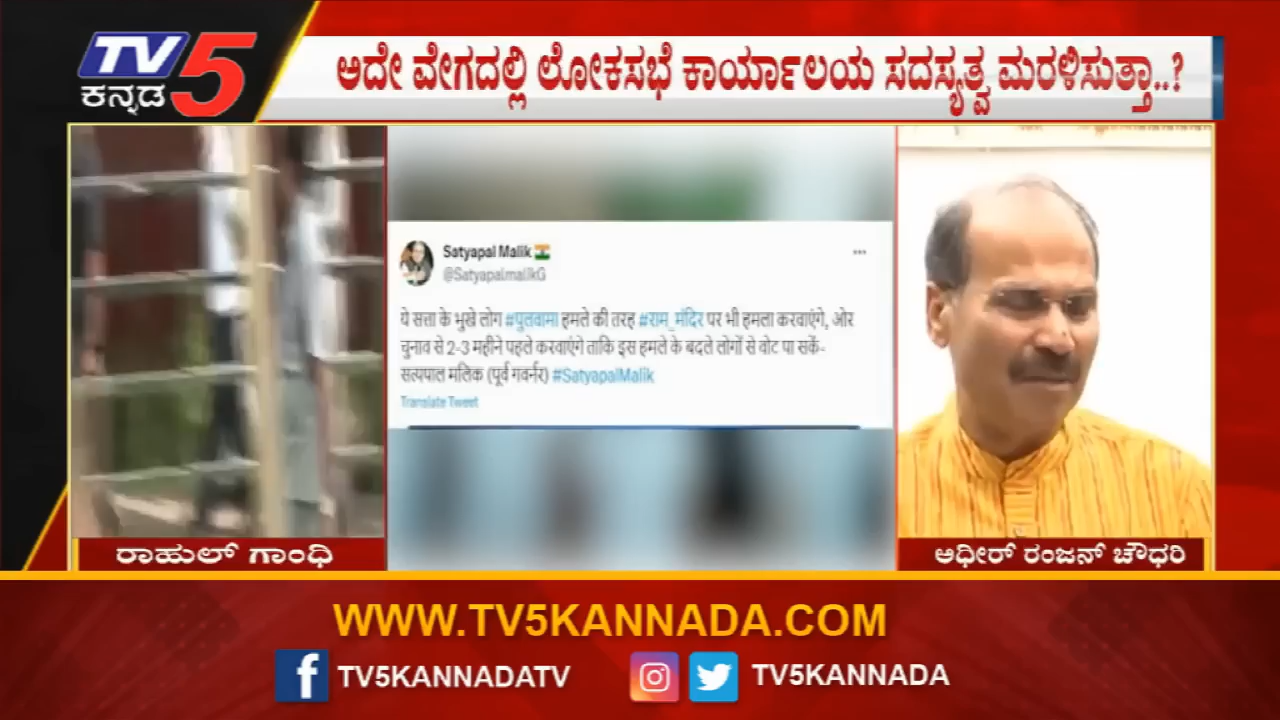 TV5
ಕನ್ನಡ
ಅದೇ ವೇಗದಲ್ಲಿ ಲೋಕಸಭೆ ಕಾರ್ಯಾಲಯ ಸದಸ್ಯತ್ವ ಮರಳಿಸುತ್ತಾ..?
Satyapal Malik
@SatyapalmalikG
ये सत्ता के भुखे लोग #पुलवामा हमले की तरह #राम_मंदिर पर भी हमला करवाएंगे, ओर
चुनाव से 2-3 महीने पहले करवाएंगे ताकि इस हमले के बदले लोगों से वोट पा सकें-
सत्यपाल मलिक (पूर्व गवर्नर) #SatyapalMalik
Translate Tweet
ರಾಹುಲ್ ಗಾಂಧಿ
ಅಧೀರ್ ರಂಜನ್ ಚೌಧರಿ
WWW.TV5KANNADA.COM
TV5KANNADATV
TV5KANNADA